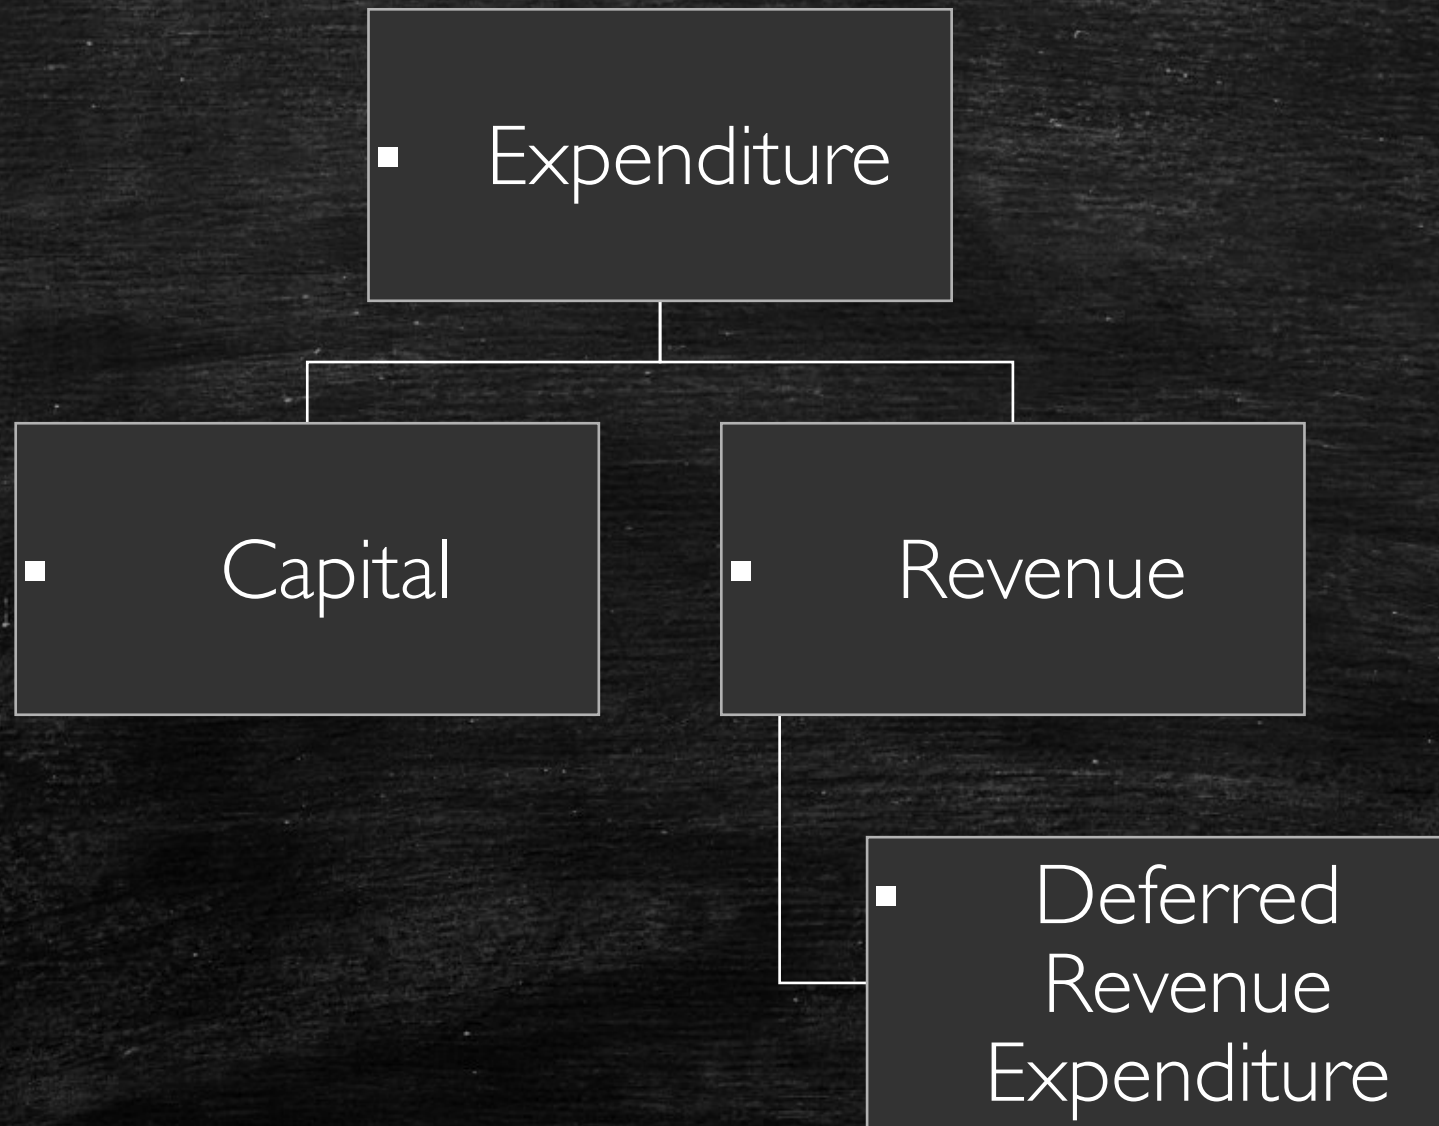 ▪ Expenditure
▪ Capital
▪ Revenue
▪ Deferred
Revenue
Expenditure